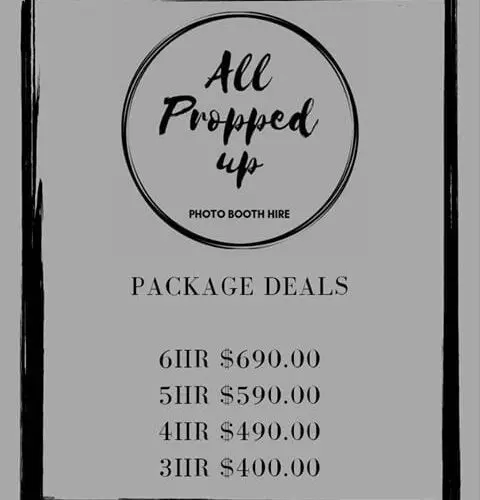 All
Propped
up
PHOTO BOOTH HIRE
PACKAGE DEALS
6HR $690.00
5HR $590.00
4HR $490.00
3HR $400.00